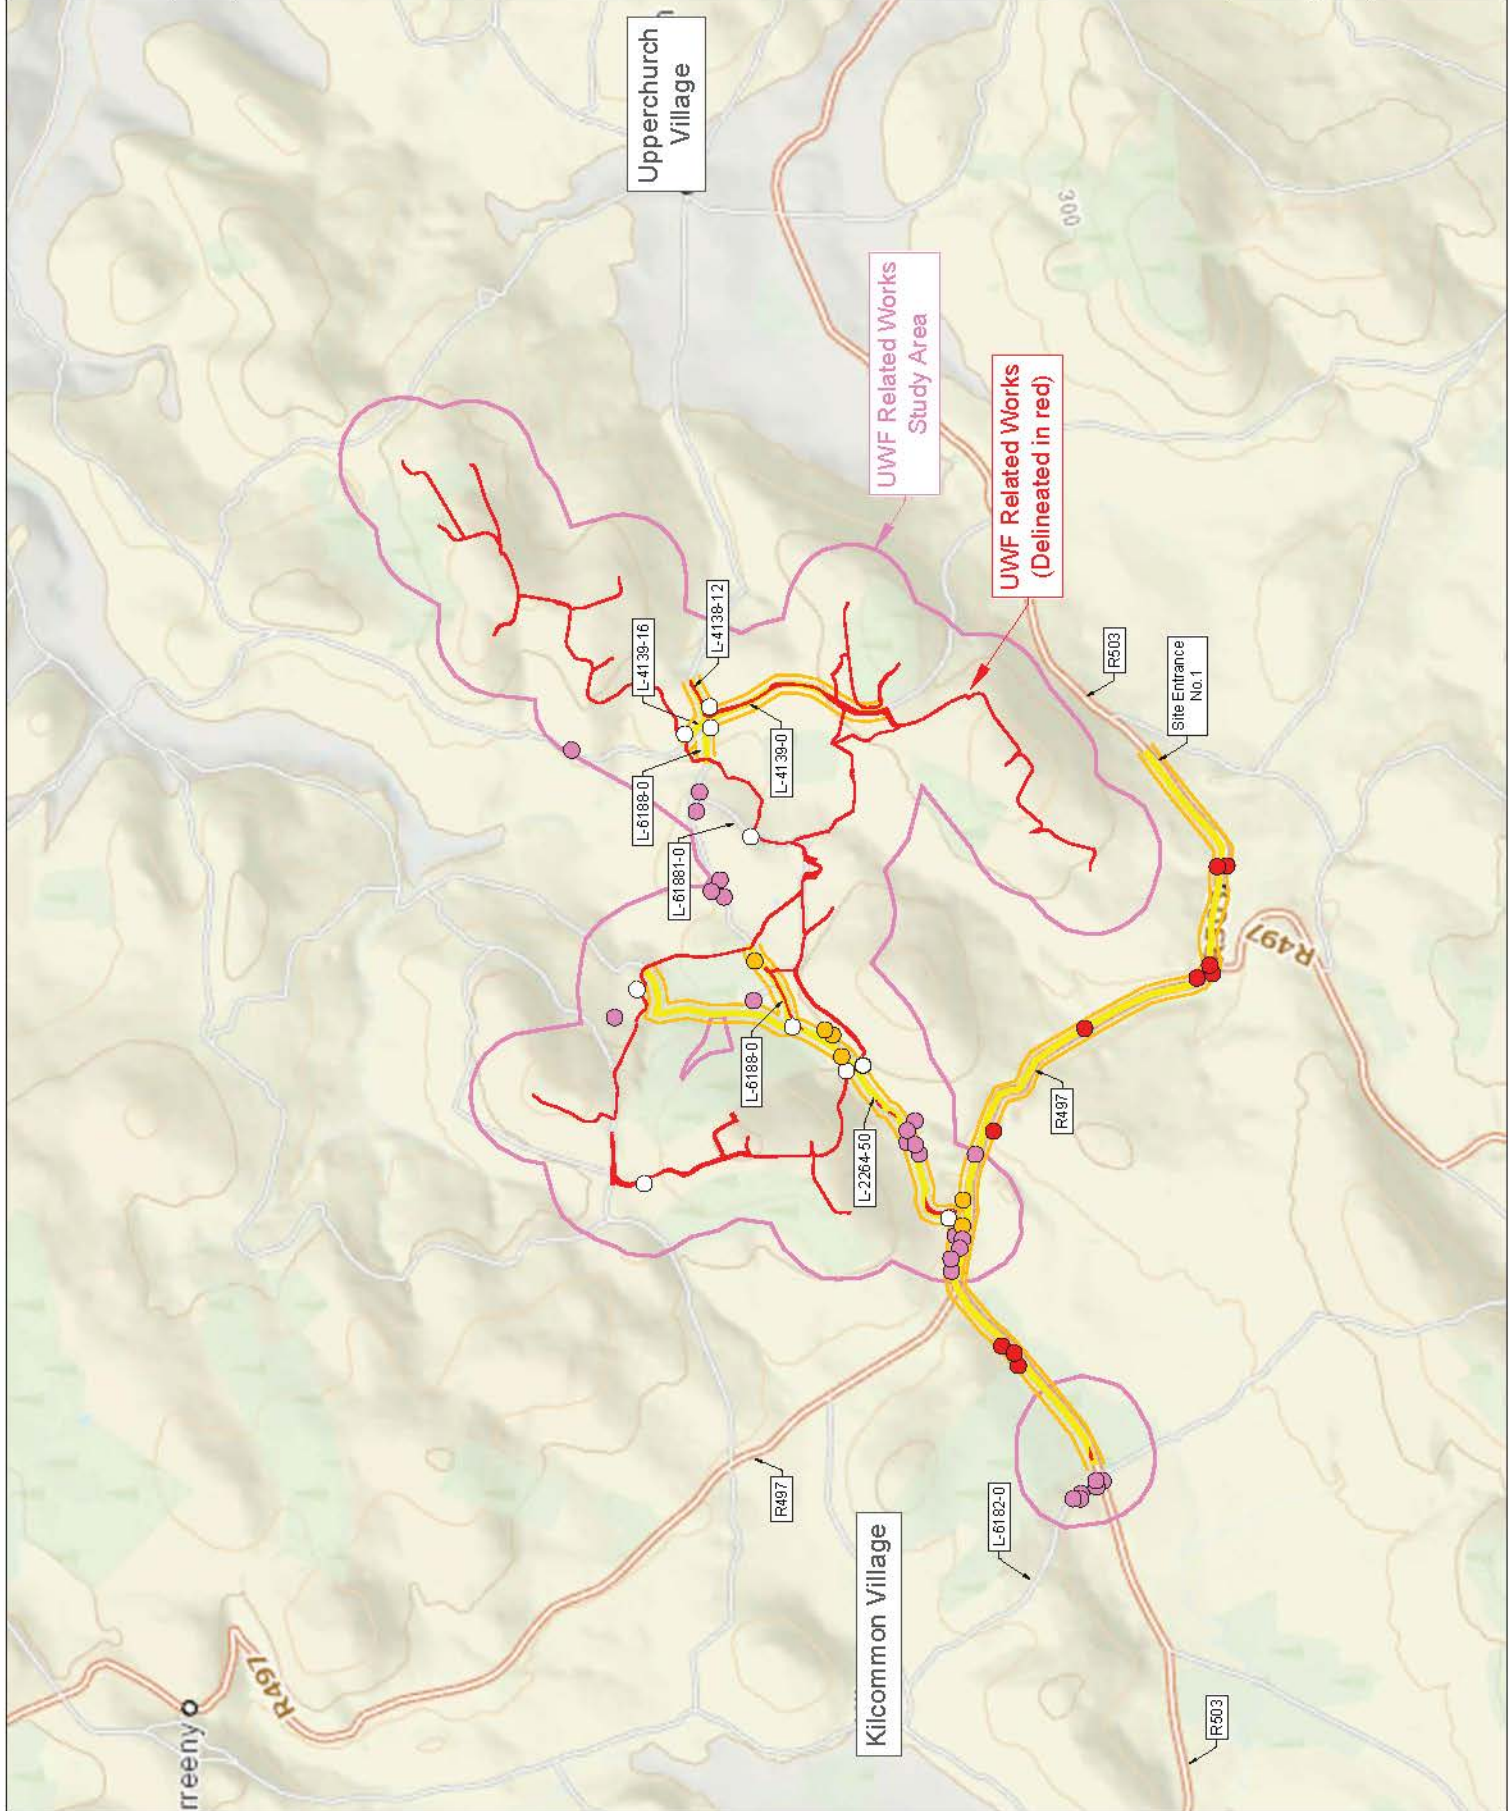 Upperchurch
Village
300
UWF Related Works
Study Area
UWF Related Works
(Delineated in red)
L-4138-12
L-4139-16
R503
Site Entrance
No.1
L-4139-0
L-6188-0
L-61881-0
R497
L-6188-0
R497
L-2264-50
R497
L-6182-0
Kilcommon Village
R497
rreeny
R503